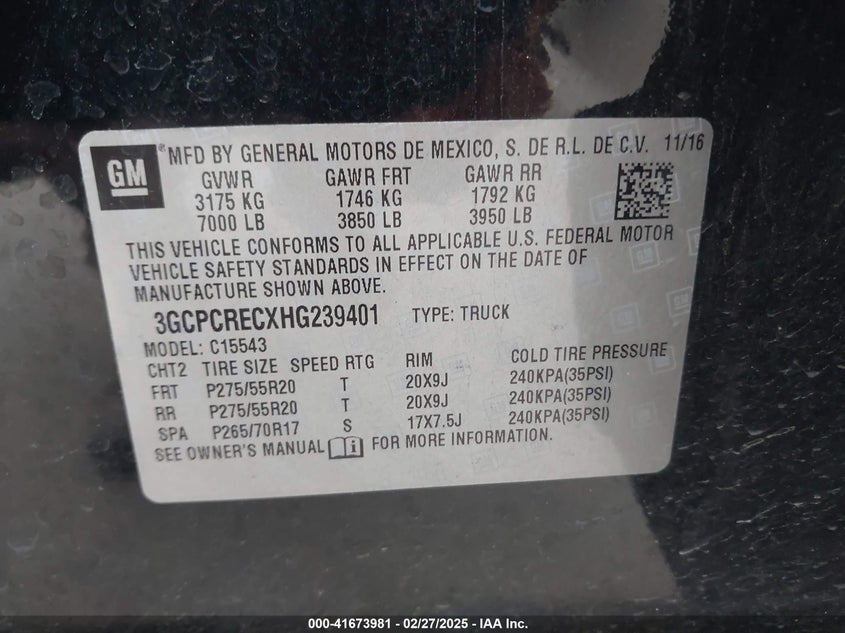 GM
® MFD BY GENERAL MOTORS DE MEXICO, S. DE R.L. DE C.V. 11/16
GVWR GAWR FRT GAWR RR
3175 KG 1746 KG 1792 KG
7000 LB 3850 LB 3950 LB
THIS VEHICLE CONFORMS TO ALL APPLICABLE U.S. FEDERAL MOTOR
VEHICLE SAFETY STANDARDS IN EFFECT ON THE DATE OF
MANUFACTURE SHOWN ABOVE.
3GCPCRECXHG239401 TYPE: TRUCK
MODEL: C15543
CHT2 TIRE SIZE SPEED RTG RIM COLD TIRE PRESSURE
FRT P275/55R20 T 20X9J 240KPA(35PSI)
RR P275/55R20 T 20X9J 240KPA(35PSI)
SPA P265/70R17 S 17X7.5J 240KPA(35PSI)
SEE OWNER'S MANUAL FOR MORE INFORMATION.
000-41673981 - 02/27/2025 - IAA Inc.